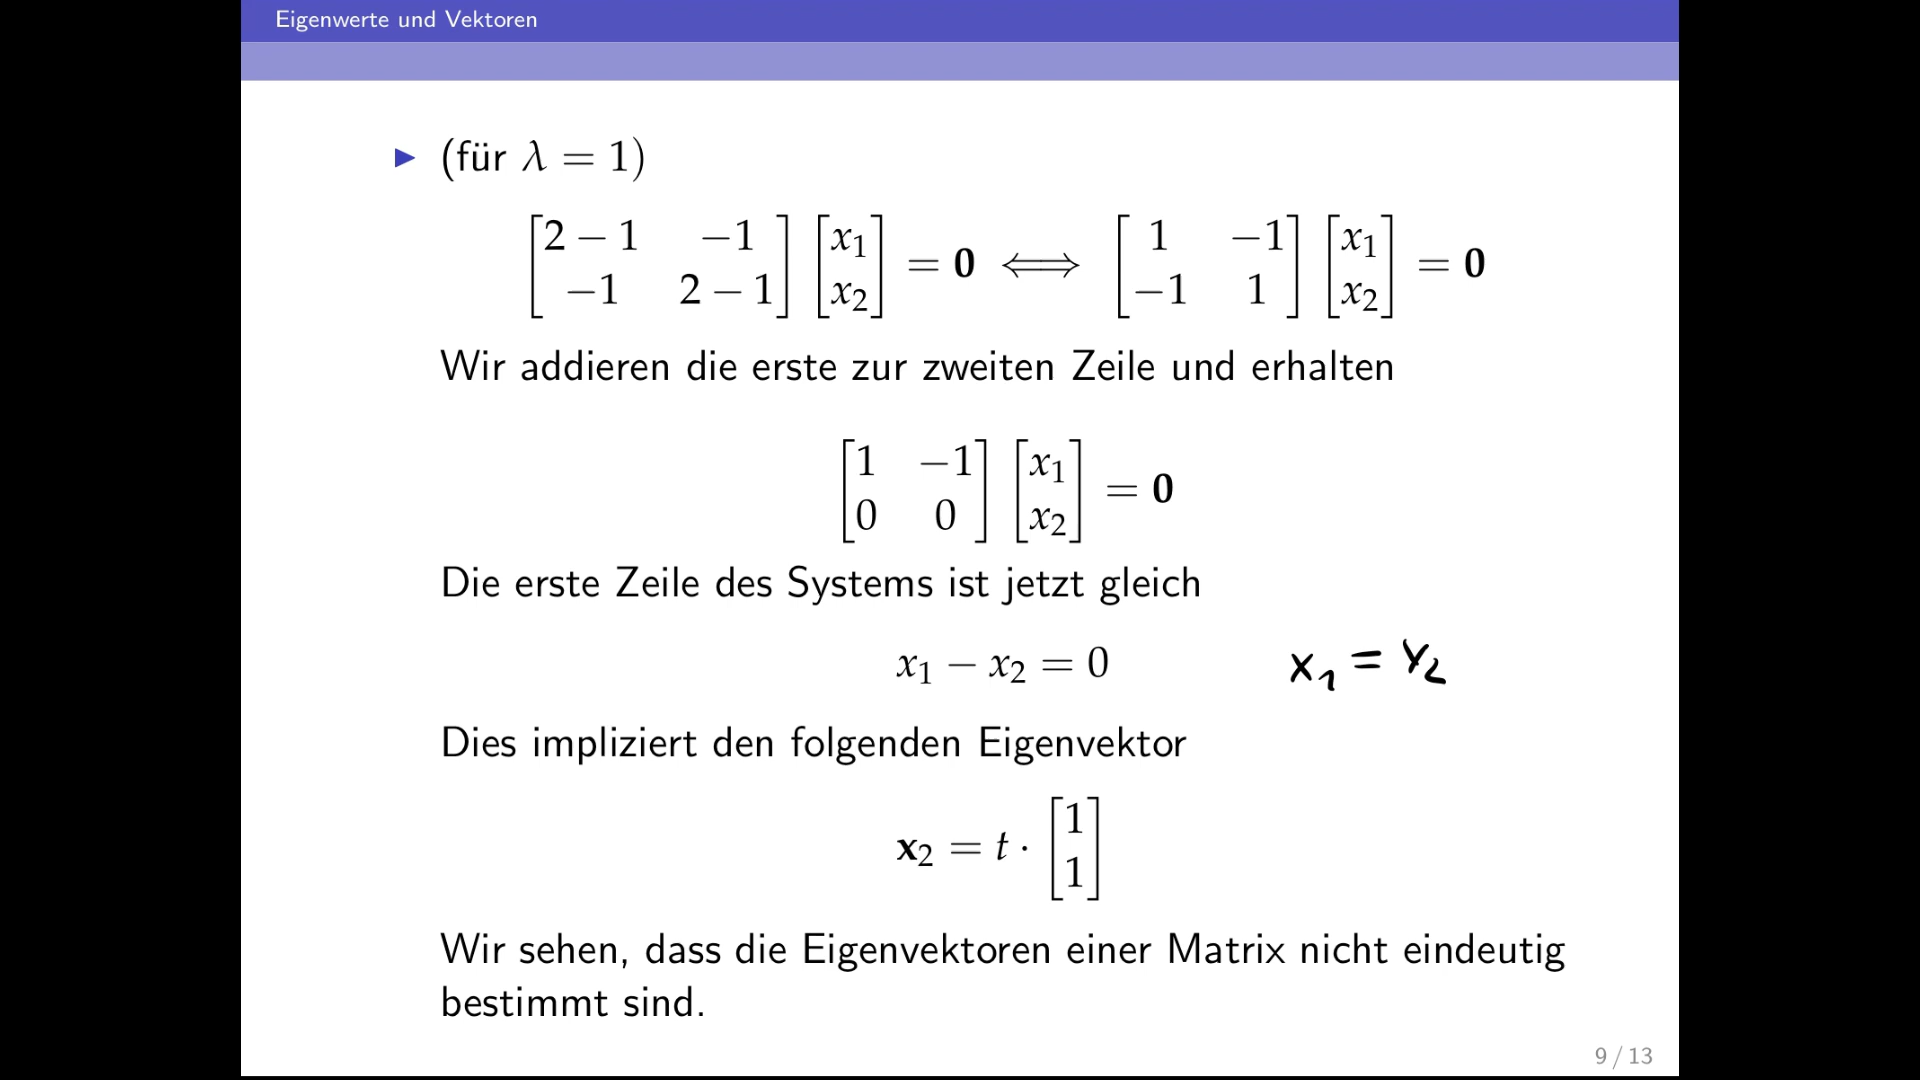 Eigenwerte und Vektoren
▶ (für λ = 1)
[2 − 1 −1; −1 2 − 1] [x₁; x₂] = 0 ⟺ [1 −1; −1 1] [x₁; x₂] = 0
Wir addieren die erste zur zweiten Zeile und erhalten
[1 −1; 0 0] [x₁; x₂] = 0
Die erste Zeile des Systems ist jetzt gleich
x₁ − x₂ = 0 x₁ = x₂
Dies impliziert den folgenden Eigenvektor
x₂ = t · [1; 1]
Wir sehen, dass die Eigenvektoren einer Matrix nicht eindeutig
bestimmt sind.
9 / 13